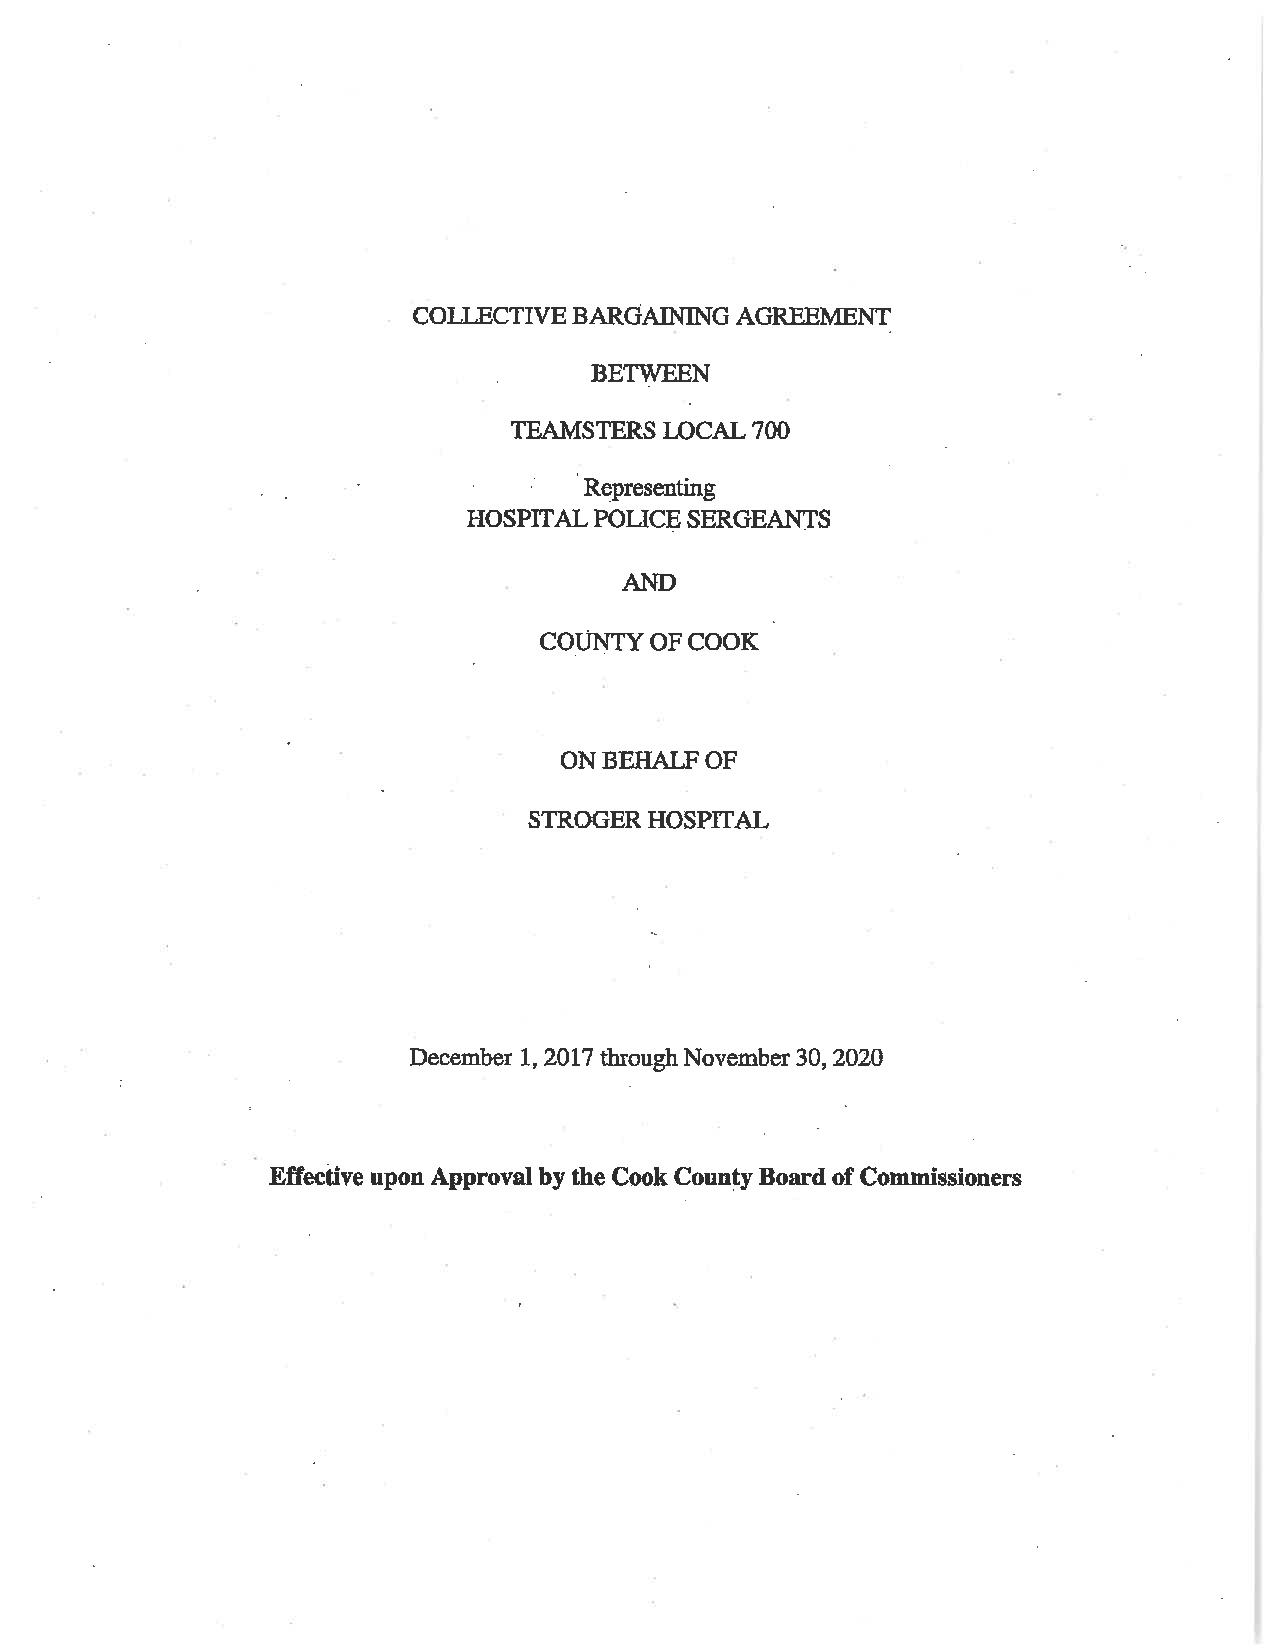 COLLECTIVE BARGAINING AGREEMENT
BETWEEN
TEAMSTERS LOCAL 700
Representing
HOSPITAL POLICE SERGEANTS
AND
COUNTY OF COOK
ON BEHALF OF
STROGER HOSPITAL
December 1, 2017 through November 30, 2020
Effective upon Approval by the Cook County Board of Commissioners